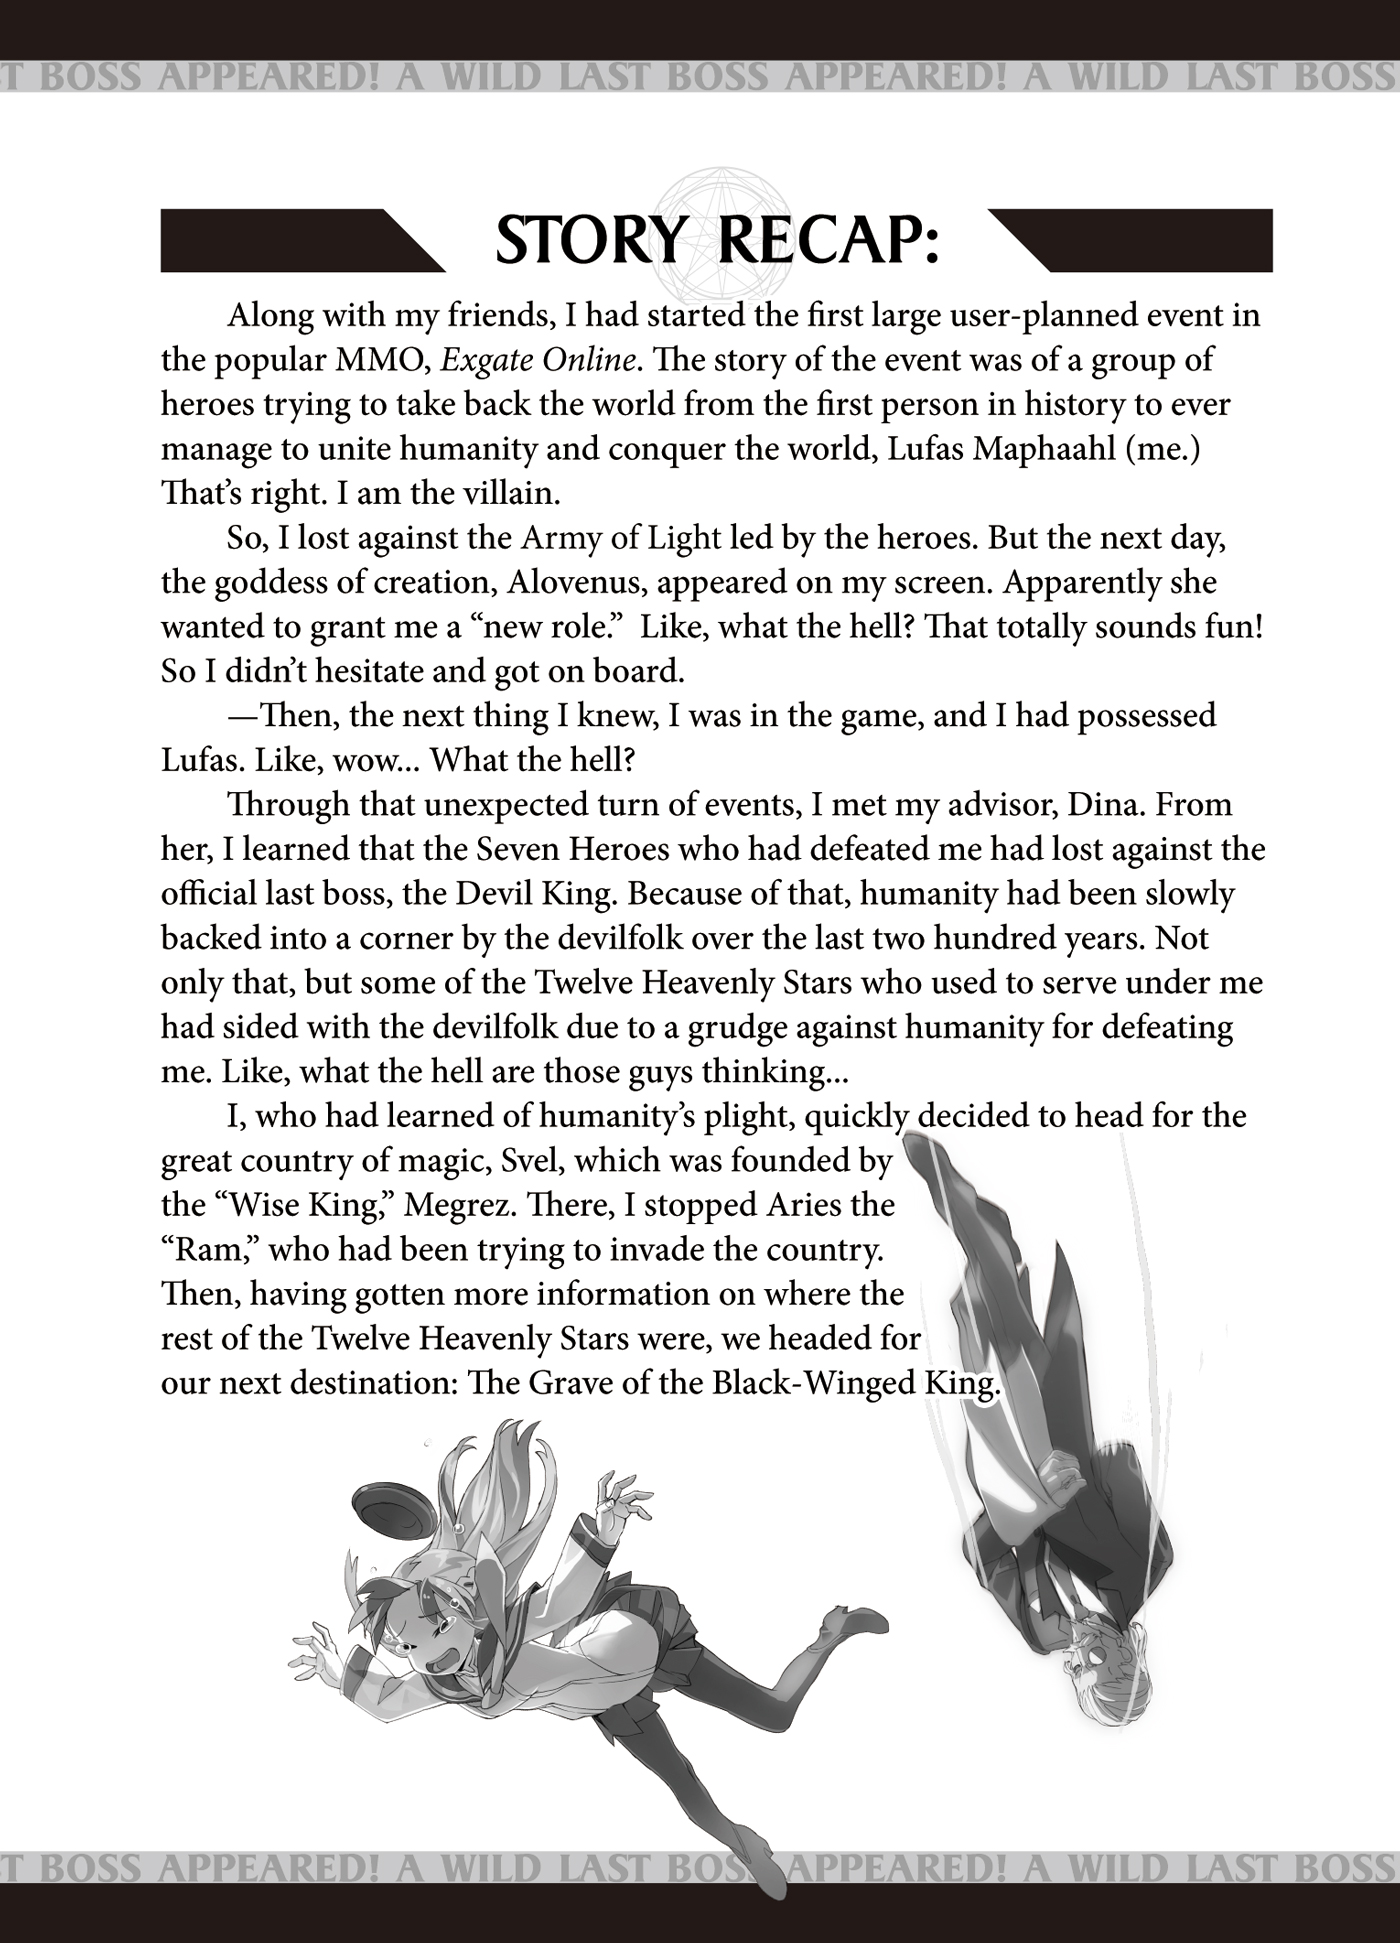 T BOSS APPEARED! A WILD LAST BOSS APPEARED! A WILD LAST BOSS
STORY RECAP:
Along with my friends, I had started the first large user-planned event in
the popular MMO, Exgate Online. The story of the event was of a group of
heroes trying to take back the world from the first person in history to ever
manage to unite humanity and conquer the world, Lufas Maphaahl (me.)
That’s right. I am the villain.
So, I lost against the Army of Light led by the heroes. But the next day,
the goddess of creation, Alovenus, appeared on my screen. Apparently she
wanted to grant me a “new role.”  Like, what the hell? That totally sounds fun!
So I didn’t hesitate and got on board.
—Then, the next thing I knew, I was in the game, and I had possessed
Lufas. Like, wow... What the hell?
Through that unexpected turn of events, I met my advisor, Dina. From
her, I learned that the Seven Heroes who had defeated me had lost against the
official last boss, the Devil King. Because of that, humanity had been slowly
backed into a corner by the devilfolk over the last two hundred years. Not
only that, but some of the Twelve Heavenly Stars who used to serve under me
had sided with the devilfolk due to a grudge against humanity for defeating
me. Like, what the hell are those guys thinking...
I, who had learned of humanity’s plight, quickly decided to head for the
great country of magic, Svel, which was founded by
the “Wise King,” Megrez. There, I stopped Aries the
“Ram,” who had been trying to invade the country.
Then, having gotten more information on where the
rest of the Twelve Heavenly Stars were, we headed for
our next destination: The Grave of the Black-Winged King.
T BOSS APPEARED! A WILD LAST BOSS APPEARED! A WILD LAST BOSS